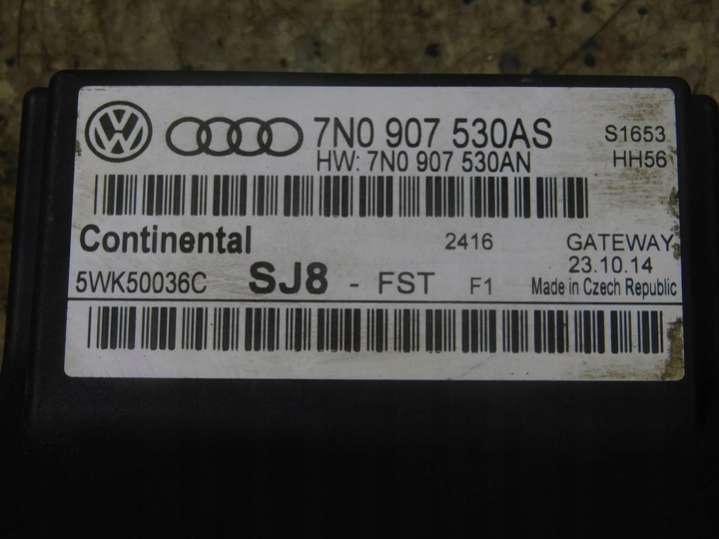 7N0 907 530AS S1653
HW: 7N0 907 530AN HH56
Continental 2416 GATEWAY
5WK50036C SJ8 - FST F1 23.10.14
Made in Czech Republic